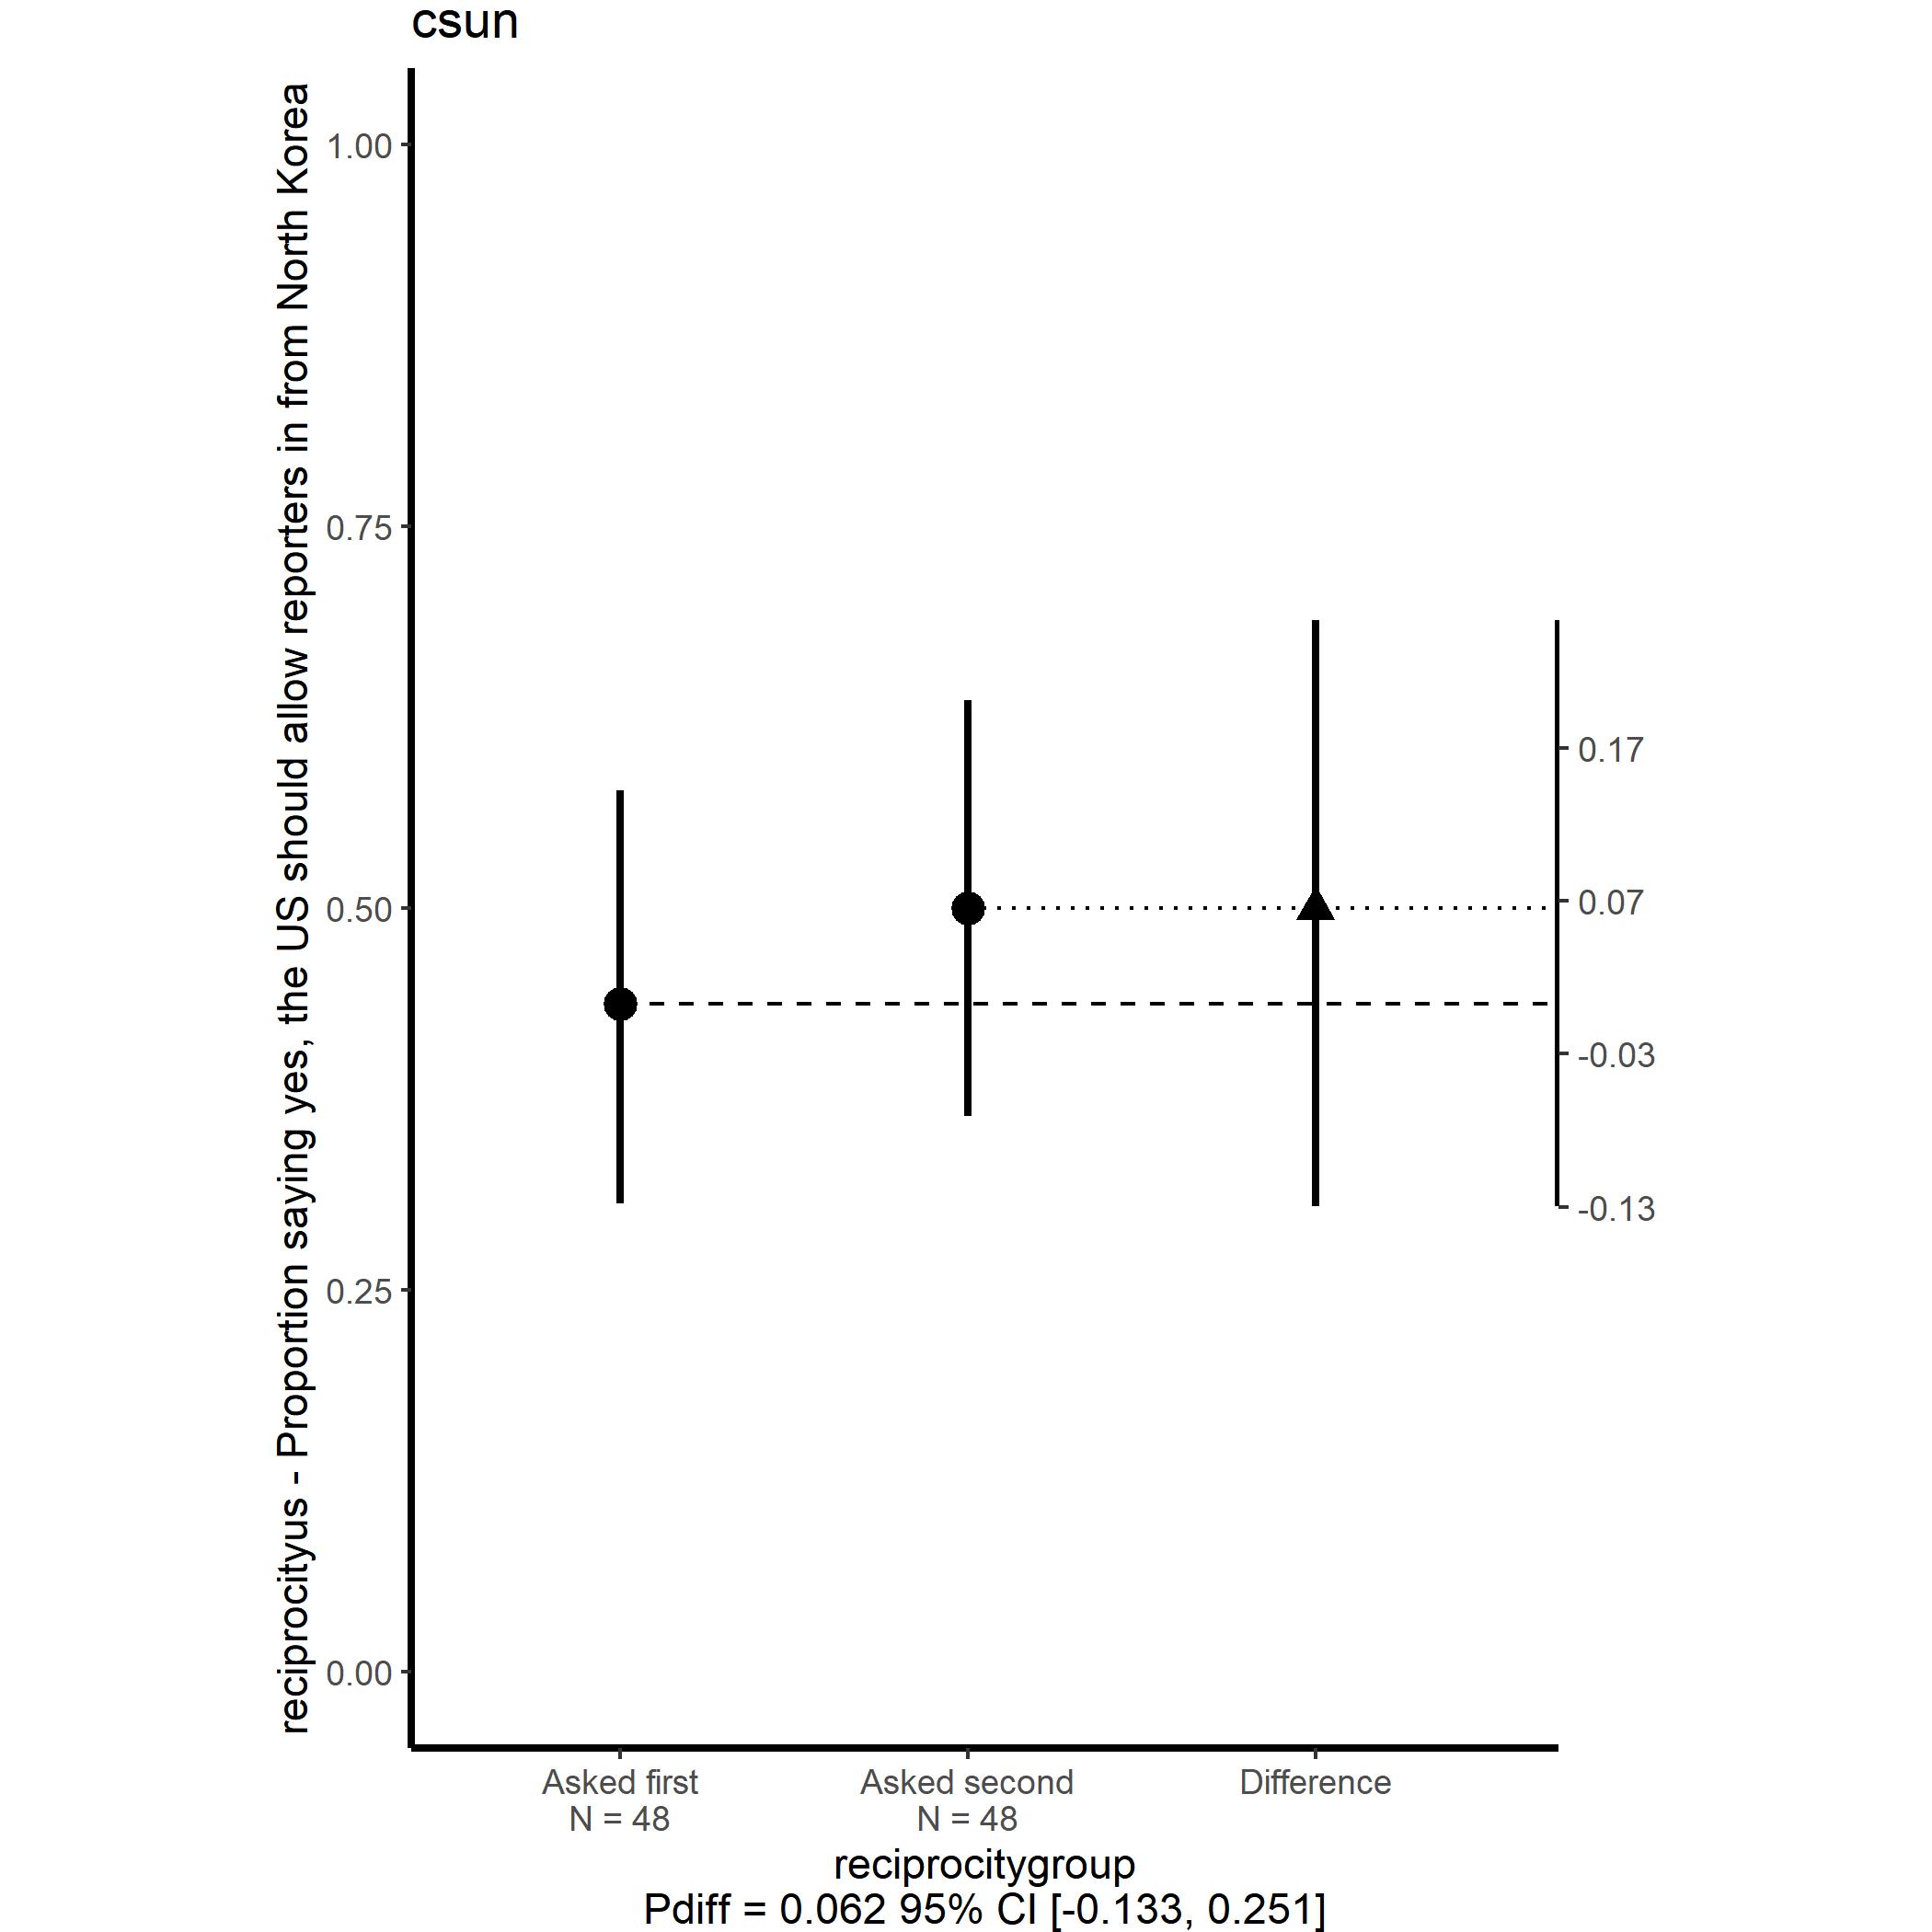 csun
reciprocityus - Proportion saying yes, the US should allow reporters in from North Korea
1.00
0.75
0.50
0.25
0.00
0.17
0.07
-0.03
-0.13
Asked first
N = 48
Asked second
N = 48
Difference
reciprocitygroup
Pdiff = 0.062 95% CI [-0.133, 0.251]